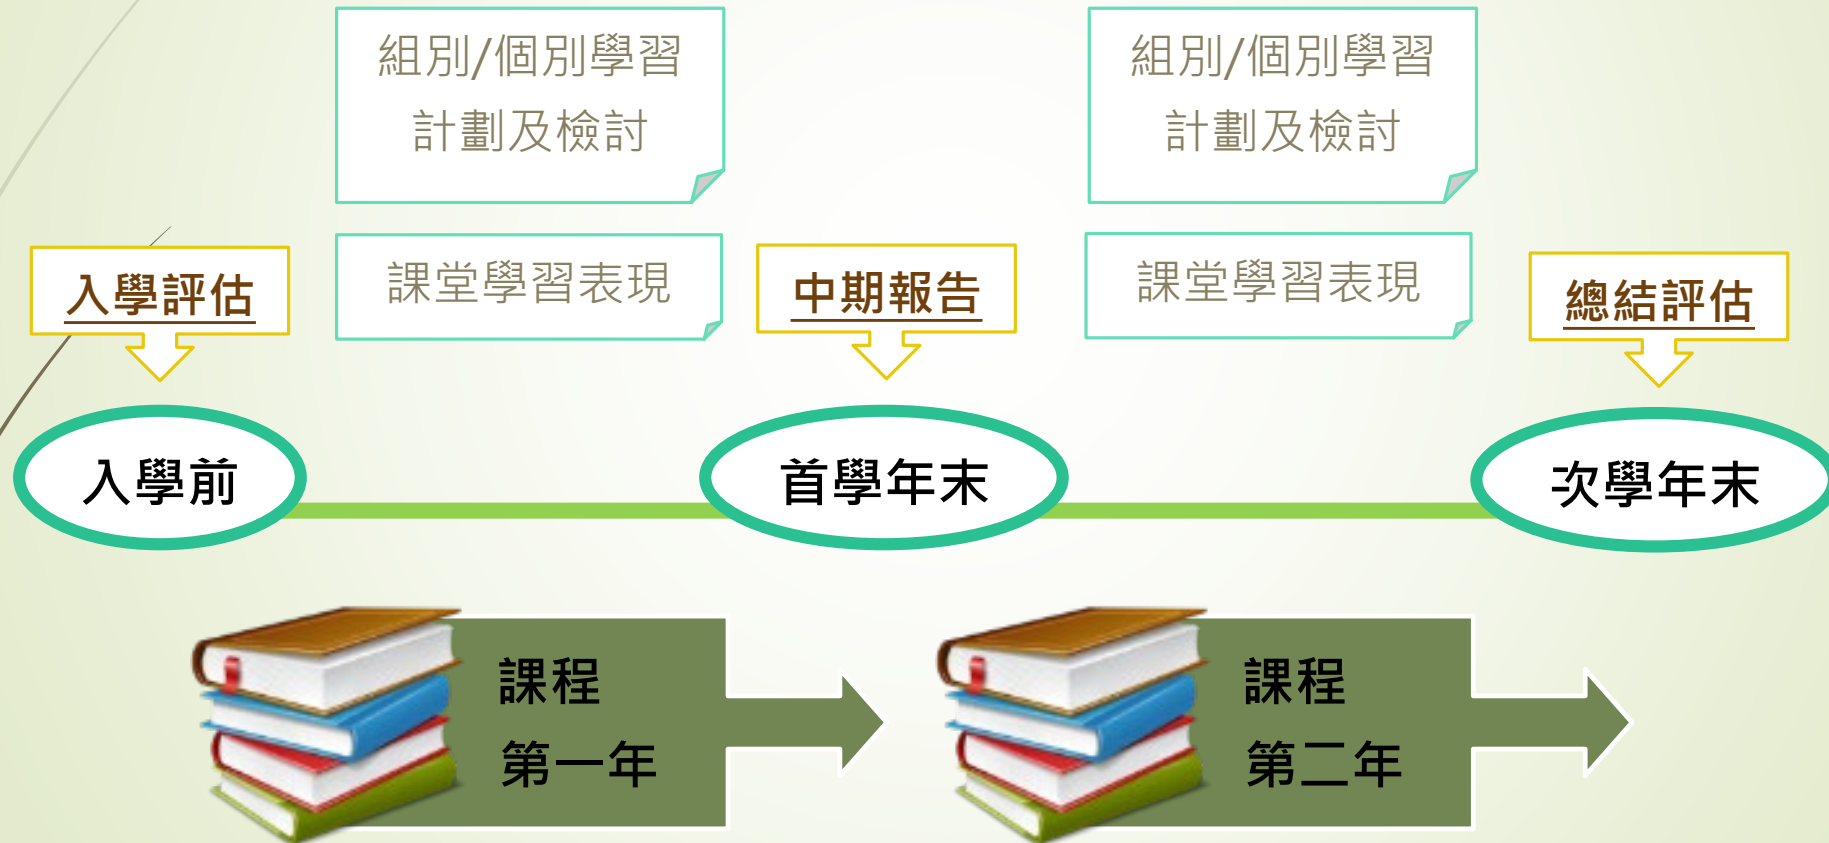 組別/個別學習
計劃及檢討
組別/個別學習
計劃及檢討
入學評估
課堂學習表現
中期報告
課堂學習表現
總結評估
入學前
首學年末
次學年末
課程
第一年
課程
第二年